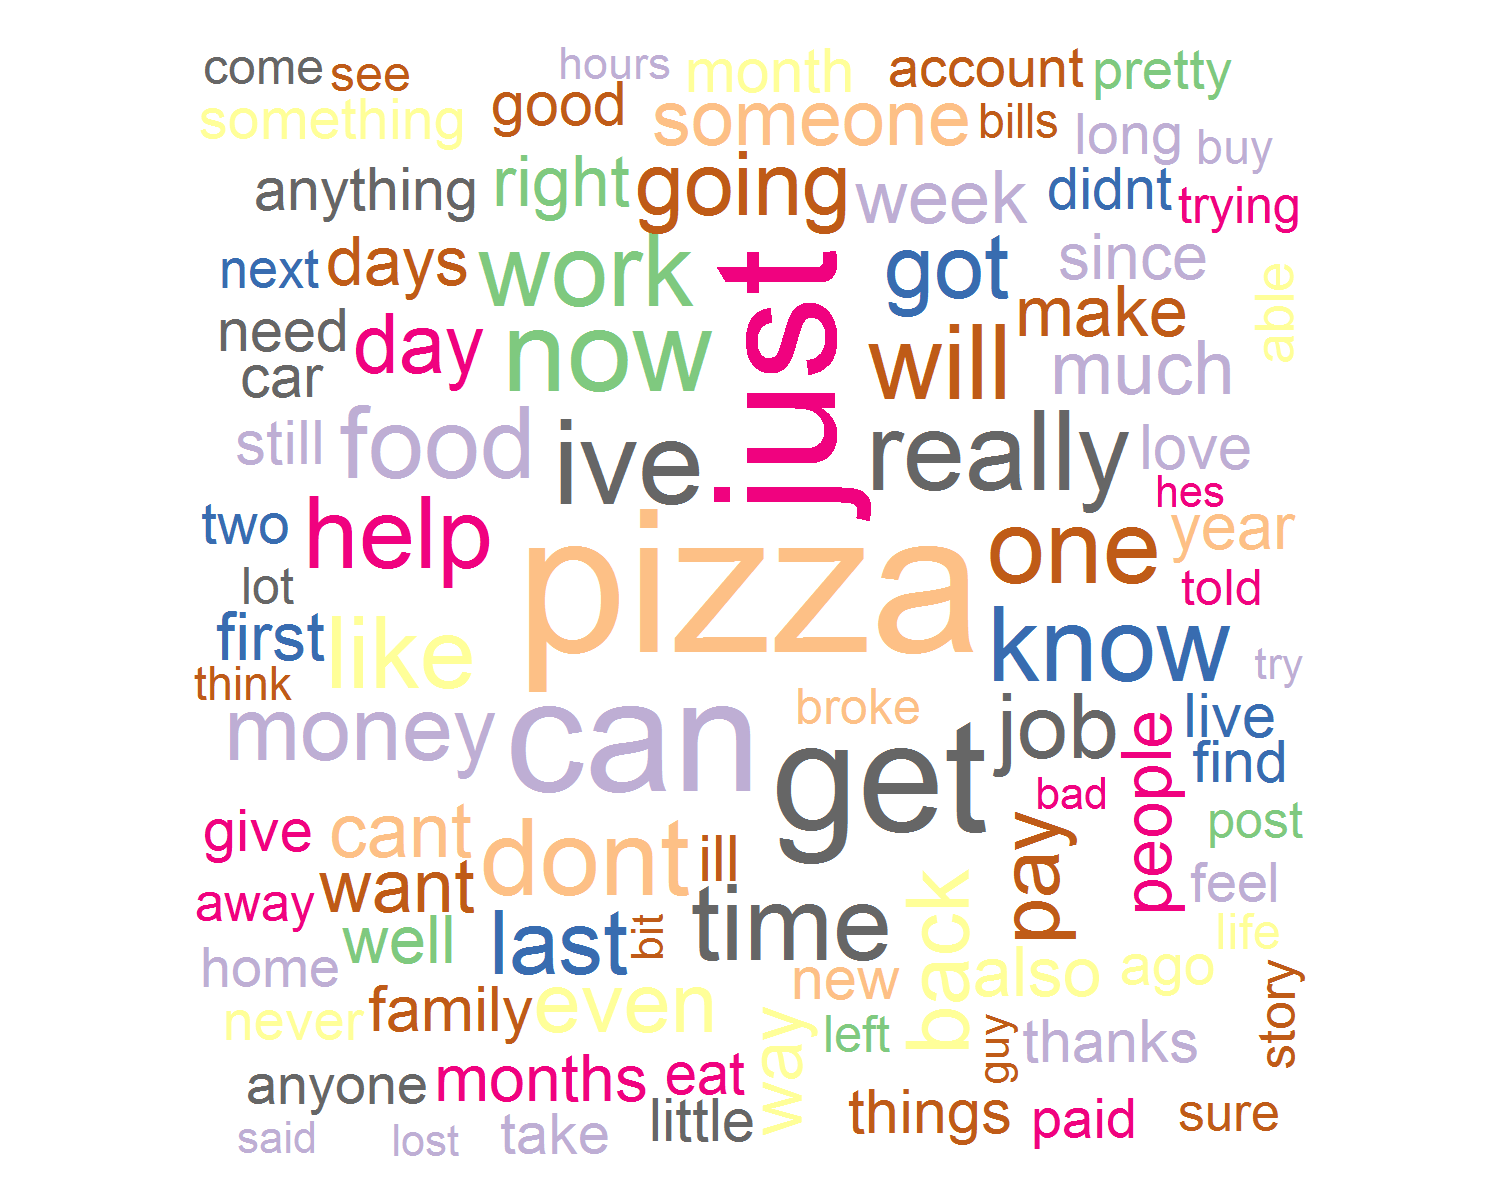 come see hours month account pretty
something good someone bills long buy
anything right going week didnt trying
next days work just got since able
need day now will make much
car
still food ive really love
hes
two help pizza one year
lot told
first like know try
think
money can broke job people live
get find
bad
give cant dont ill pay post
away want time back feel
well last bit life
home new also ago story
never family even way left guy thanks
anyone months eat
little things paid sure
said lost take